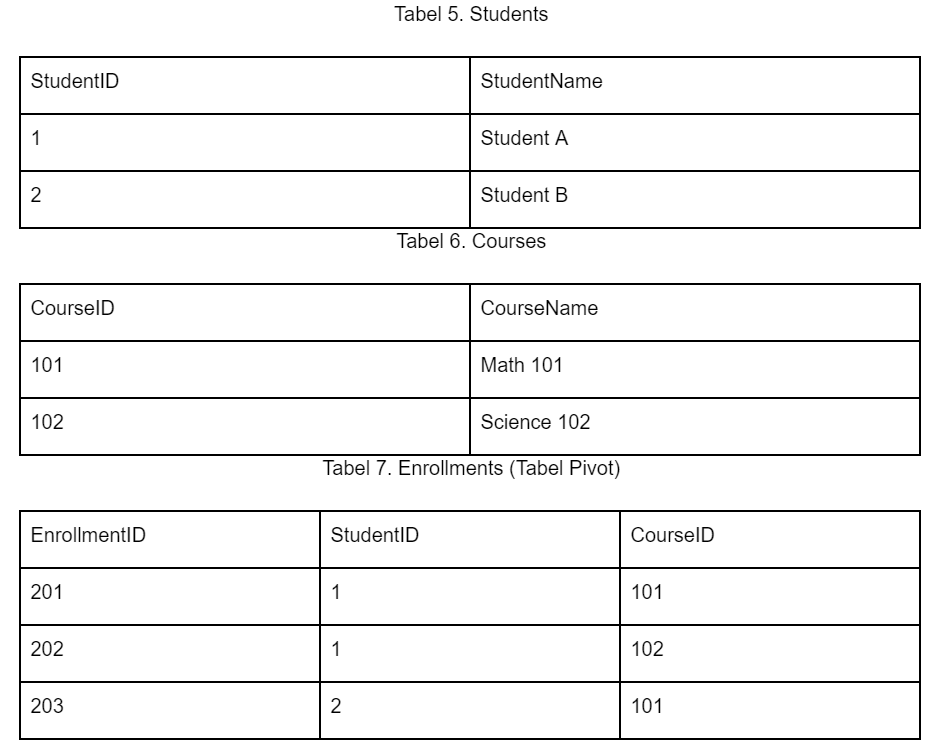 Tabel 5. Students
StudentID StudentName
1 Student A
2 Student B
Tabel 6. Courses
CourseID CourseName
101 Math 101
102 Science 102
Tabel 7. Enrollments (Tabel Pivot)
EnrollmentID StudentID CourseID
201 1 101
202 1 102
203 2 101